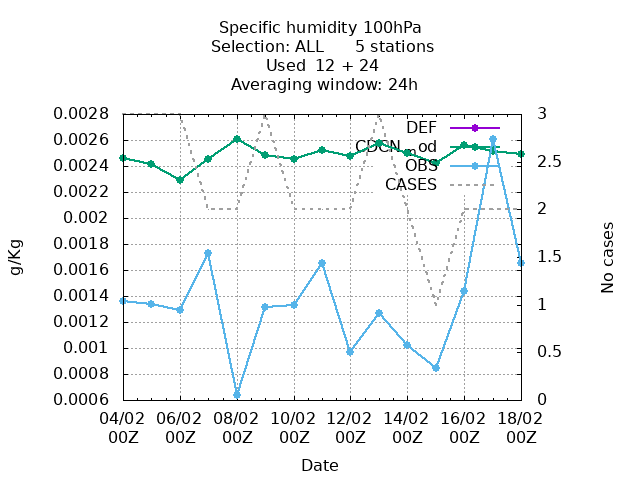 Specific humidity 100hPa
Selection: ALL 5 stations
Used 12 + 24
Averaging window: 24h
0.0028
0.0026
0.0024
0.0022
0.002
0.0018
0.0016
0.0014
0.0012
0.001
0.0008
0.0006
g/Kg
3
2.5
2
1.5
1
0.5
0
No cases
DEF
OBS
CASES
04/02 06/02 08/02 10/02 12/02 14/02 16/02 18/02
00Z 00Z 00Z 00Z 00Z 00Z 00Z 00Z
Date